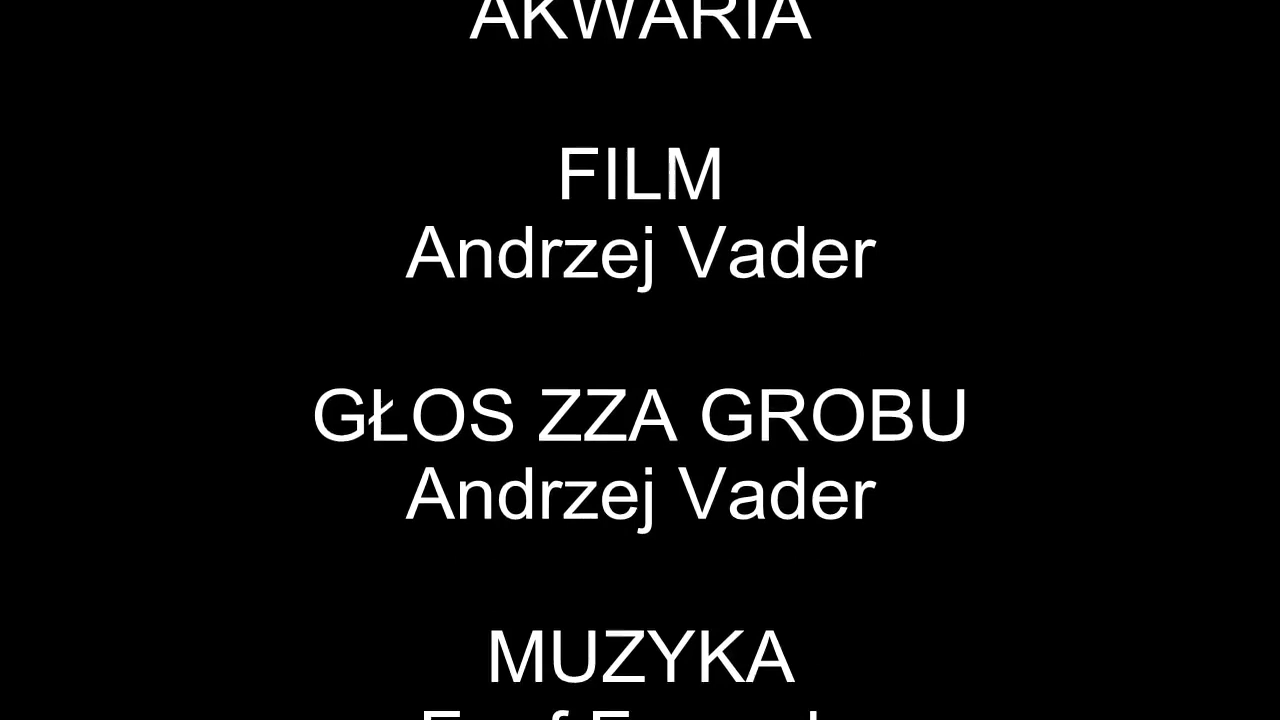 AKWARIA
FILM
Andrzej Vader
GŁOS ZZA GROBU
Andrzej Vader
MUZYKA